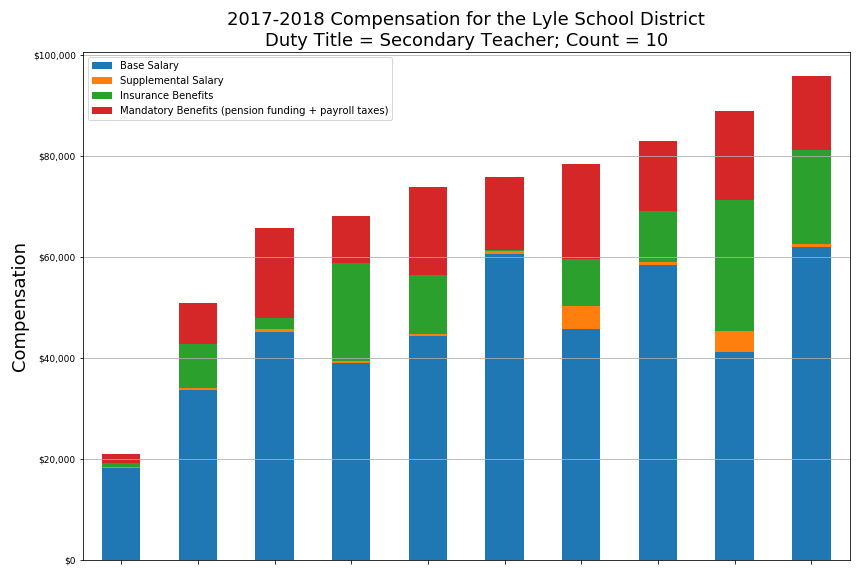 2017-2018 Compensation for the Lyle School District
Duty Title = Secondary Teacher; Count = 10
$100,000
Base Salary
Supplemental Salary
Insurance Benefits
Mandatory Benefits (pension funding + payroll taxes)
$80,000
$60,000
Compensation
$40,000
$20,000
$0